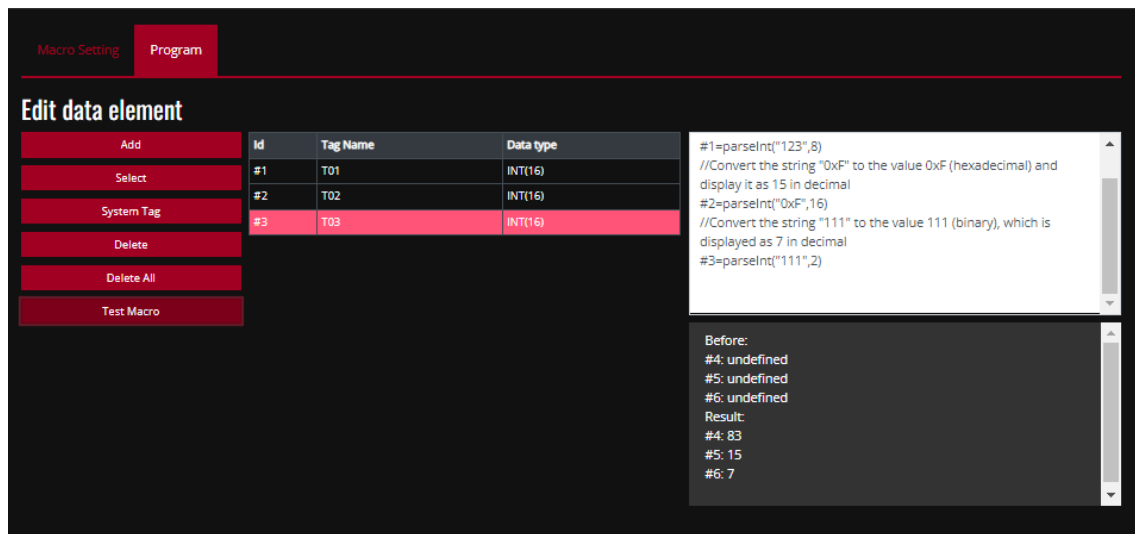 Macro Setting
Program
Edit data element
Add
Select
System Tag
Delete
Delete All
Test Macro
Id Tag Name Data type
#1 T01 INT(16)
#2 T02 INT(16)
#3 T03 INT(16)
#1=parseInt("123",8)
//Convert the string "0xF" to the value 0xF (hexadecimal) and
display it as 15 in decimal
#2=parseInt("0xF",16)
//Convert the string "111" to the value 111 (binary), which is
displayed as 7 in decimal
#3=parseInt("111",2)
Before:
#4: undefined
#5: undefined
#6: undefined
Result:
#4: 83
#5: 15
#6: 7